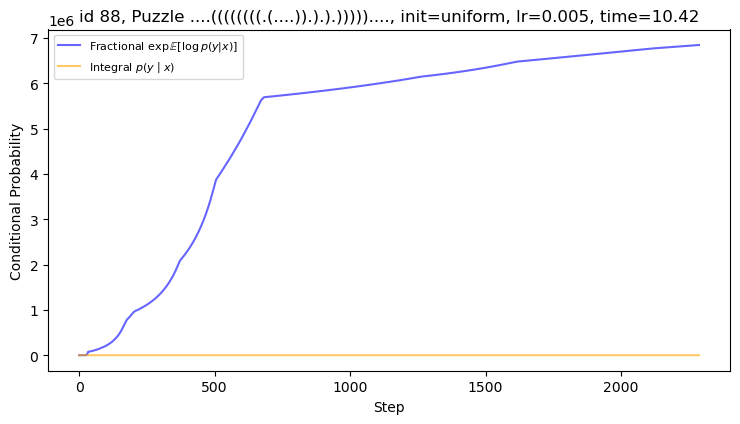 id 88, Puzzle ....((((((((.(....)).).).)))))...., init=uniform, lr=0.005, time=10.42
1e6
Fractional exp 𝔼[log p(y|x)]
Integral p(y | x)
7
6
5
4
3
2
1
0
Conditional Probability
0
500
1000
1500
2000
Step